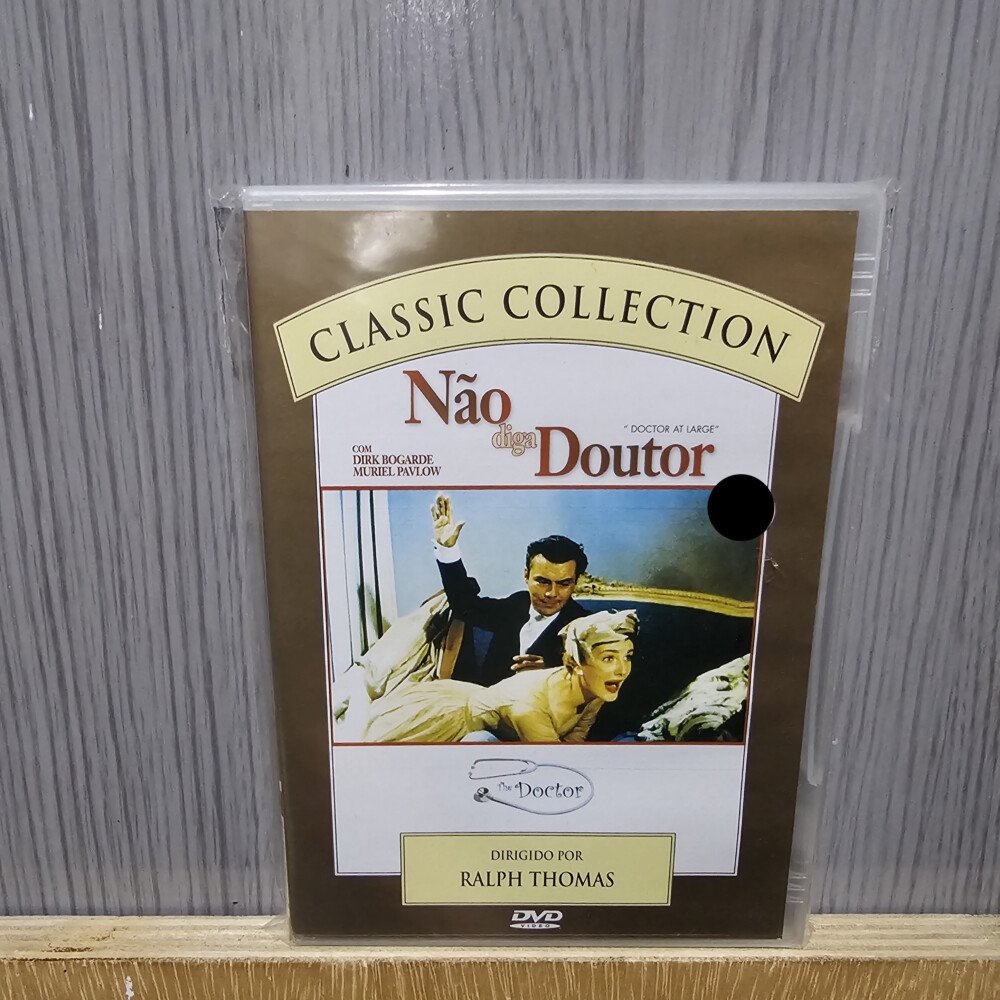 CLASSIC COLLECTION
Não
diga
Doutor
" DOCTOR AT LARGE"
COM
DIRK BOGARDE
MURIEL PAVLOW
The Doctor
DIRIGIDO POR
RALPH THOMAS
DVD
VIDEO